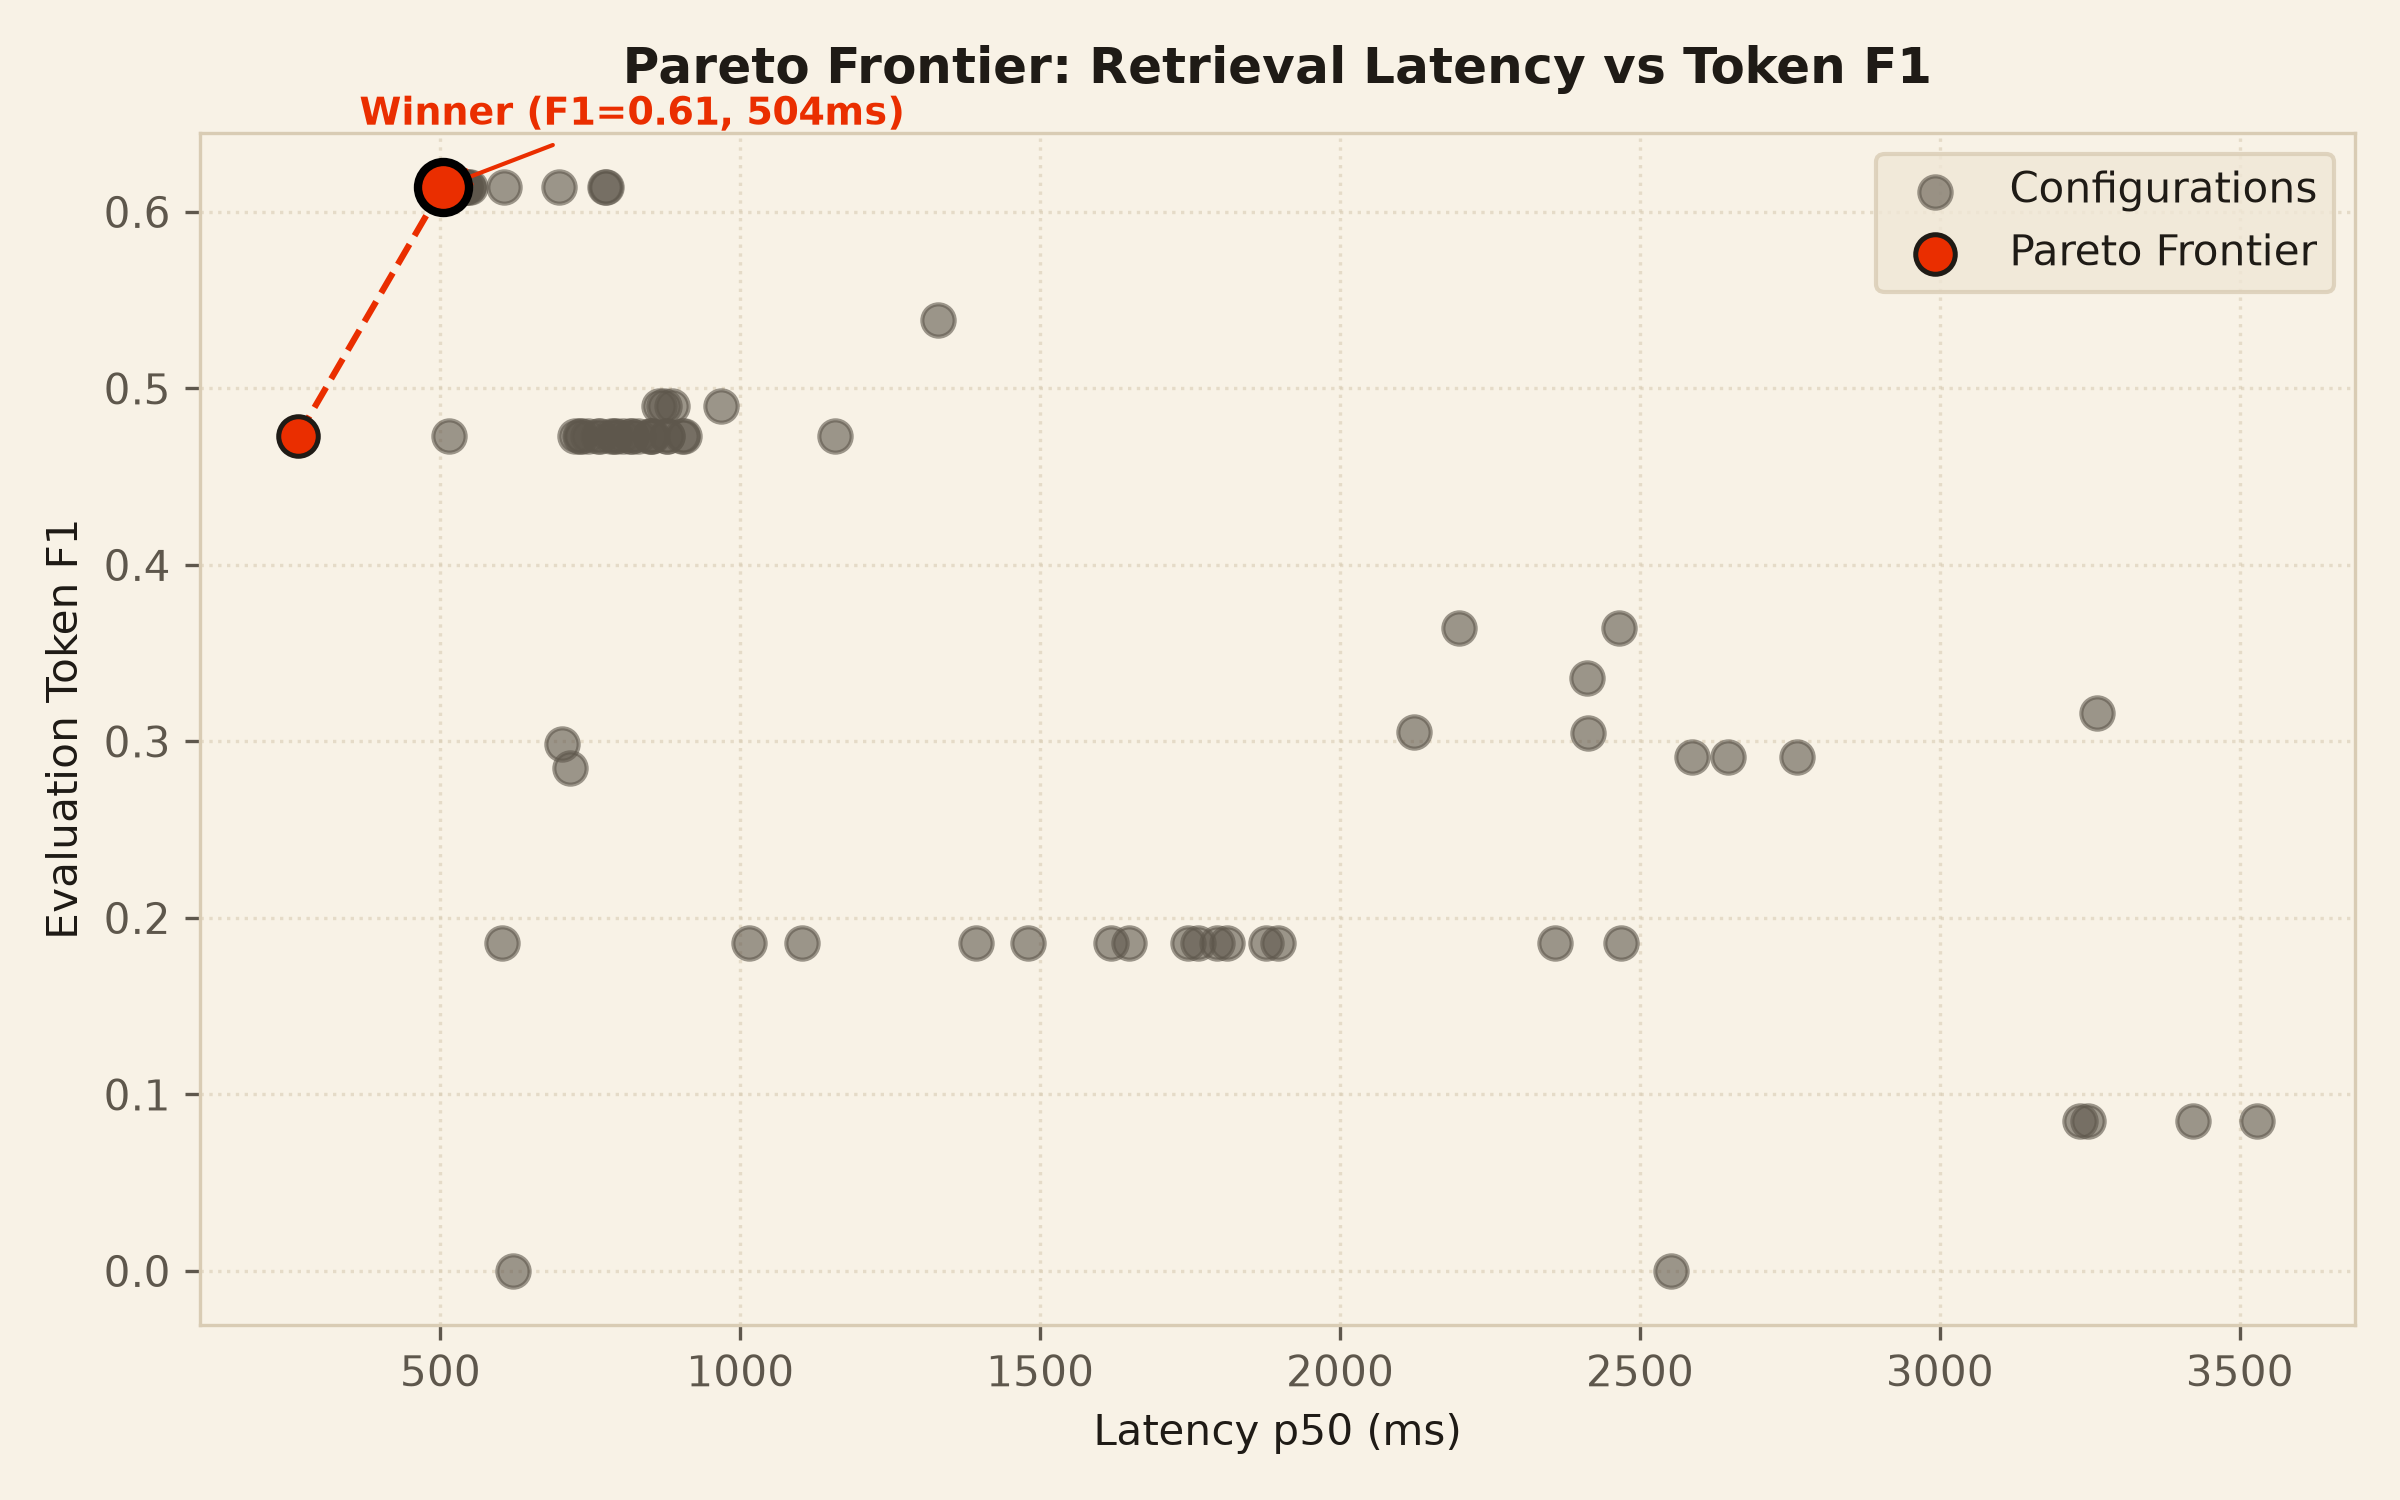 Pareto Frontier: Retrieval Latency vs Token F1
Winner (F1=0.61, 504ms)
Configurations
Pareto Frontier
Evaluation Token F1
0.6
0.5
0.4
0.3
0.2
0.1
0.0
500 1000 1500 2000 2500 3000 3500
Latency p50 (ms)